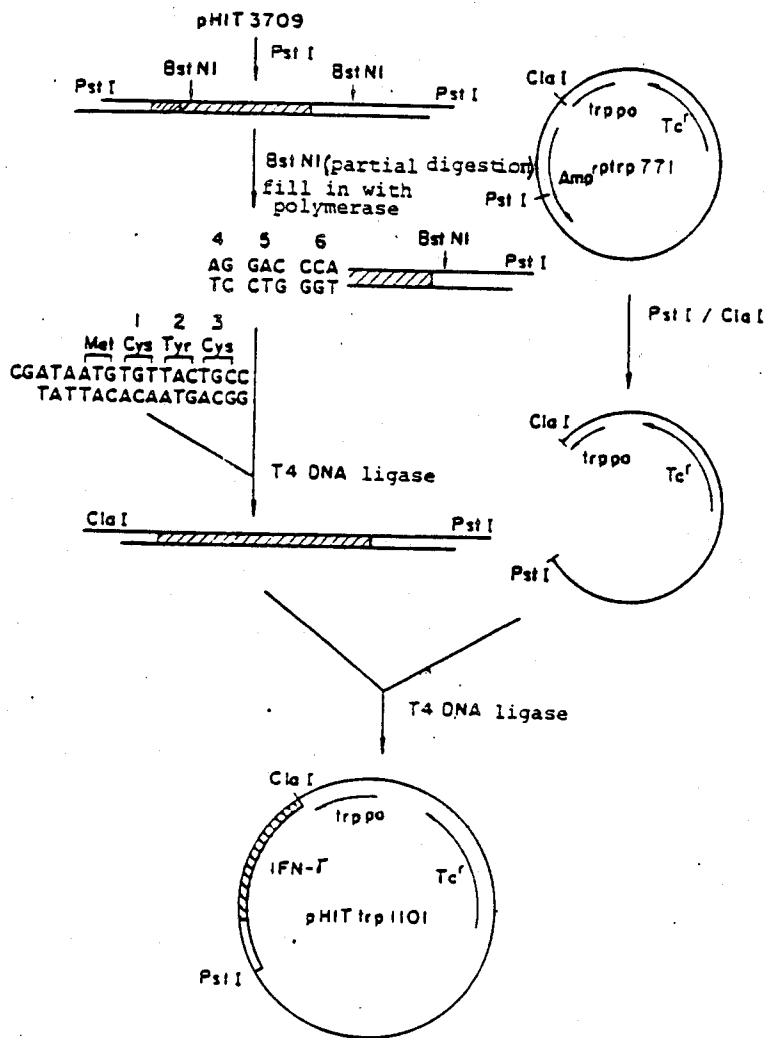 pHIT 3709
Pst I
Bst NI
Bst NI
Pst I
Pst I
Bst NI (partial digestion)
fill in with
polymerase
Cla I
trp po
Tc^r
Amp^r
ptrp 771
Pst I
4 5 6
AG GAC CCA
TC CTG GGT
Bst NI
Pst I
Pst I / Cla I
1 2 3
Met Cys Tyr Cys
CGATAATGTGTTACTGCC
TATTACACAATGACGG
T4 DNA ligase
Cla I
trp po
Tc^r
Pst I
Cla I
Pst I
T4 DNA ligase
Cla I
trp po
IFN-γ
Tc^r
pHIT trp 1101
Pst I